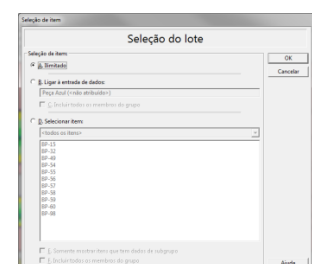 Seleção de item
Seleção do lote
Seleção de item:
OK
Cancelar
A. Ilimitado
B. Ligar à entrada de dados:
Peça Azul (<não atribuído>)
C. Incluir todos os membros do grupo
D. Selecionar item:
<todos os itens>
BP-15
BP-32
BP-49
BP-54
BP-55
BP-56
BP-57
BP-58
BP-59
BP-60
BP-98
E. Somente mostrar itens que tem dados de subgrupo
F. Incluir todos os membros do grupo
Ajuda